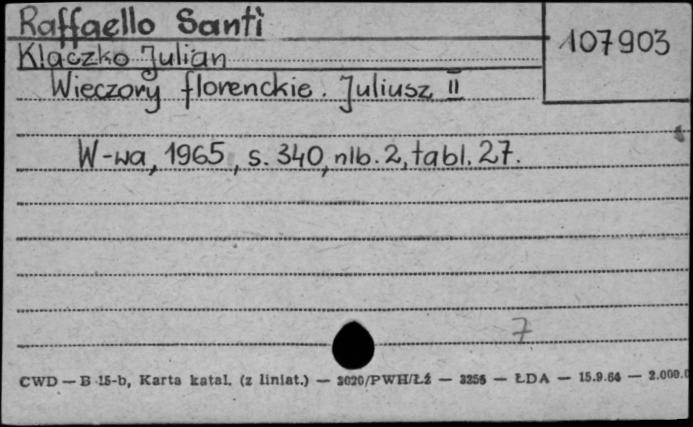 Raffaello Santi
107903
Klaczko Julian
Wieczory florenckie. Juliusz II
W-wa, 1965, s. 340, nlb. 2, tabl. 27.
7
CWD — B 15-b, Karta katal. (z liniat.) — 3020/PWH/Łź — 3256 — ŁDA — 15.9.64 — 2.000.0